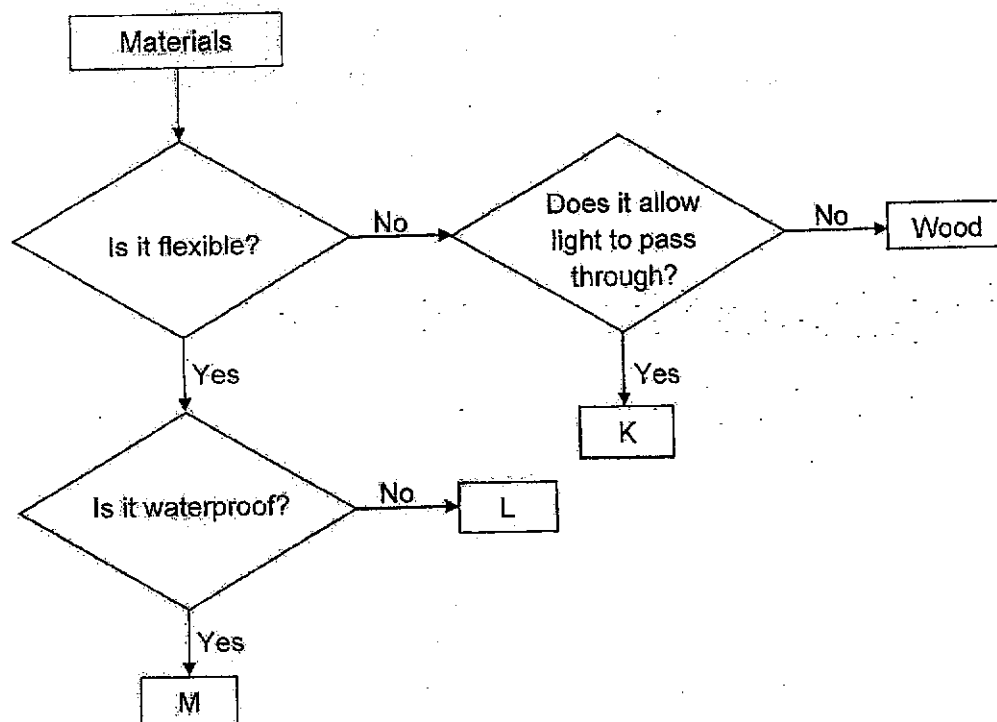 Materials
Is it flexible?
No
Does it allow
light to pass
through?
No
Wood
Yes
Yes
K
Is it waterproof?
No
L
Yes
M